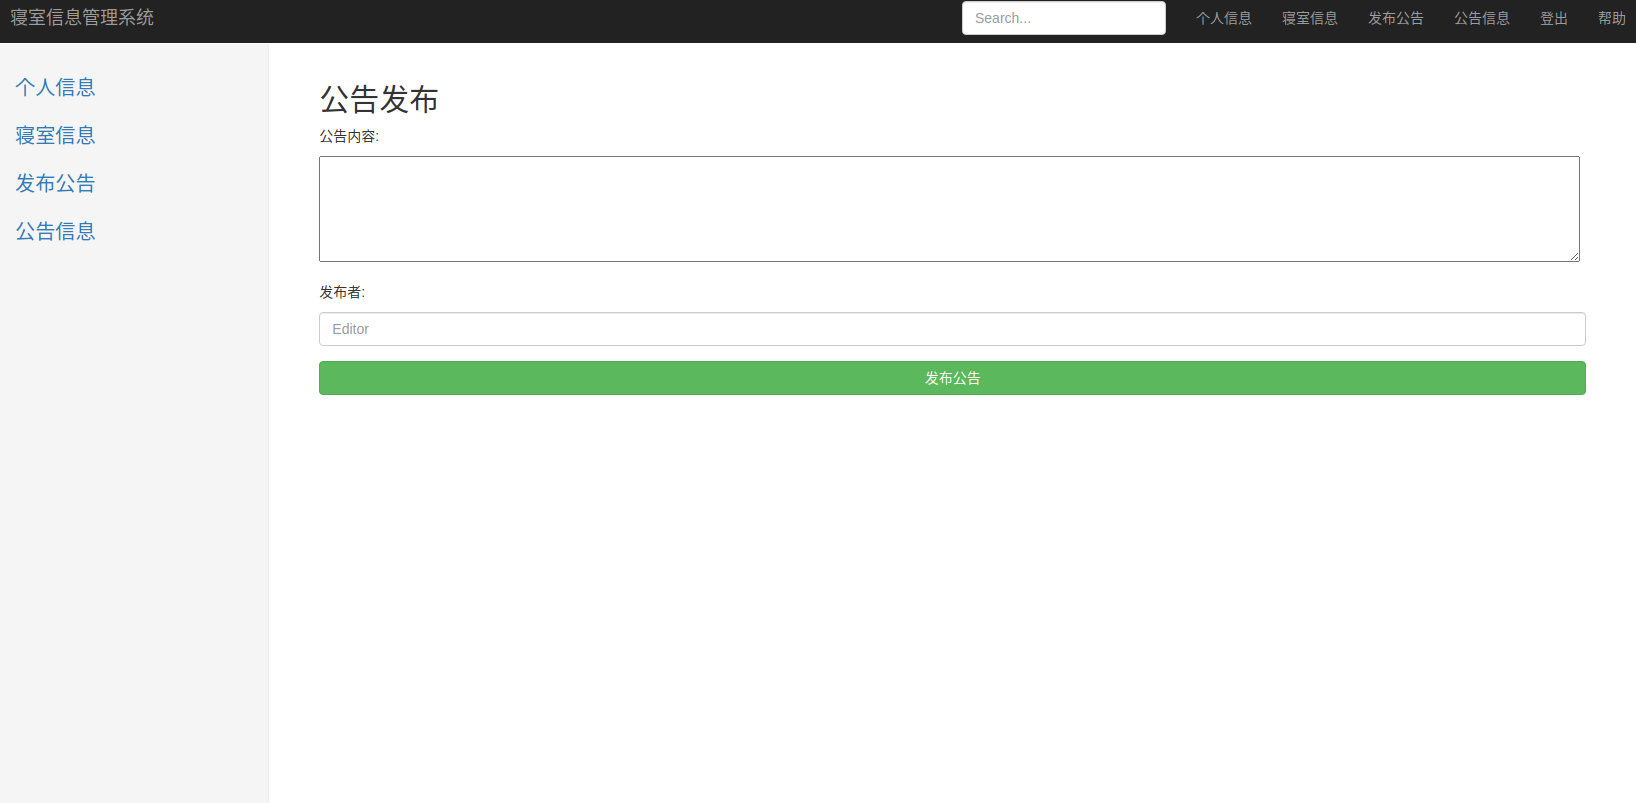 寝室信息管理系统
Search...
个人信息
寝室信息
发布公告
公告信息
登出
帮助
个人信息
寝室信息
发布公告
公告信息
公告发布
公告内容:
发布者:
Editor
发布公告